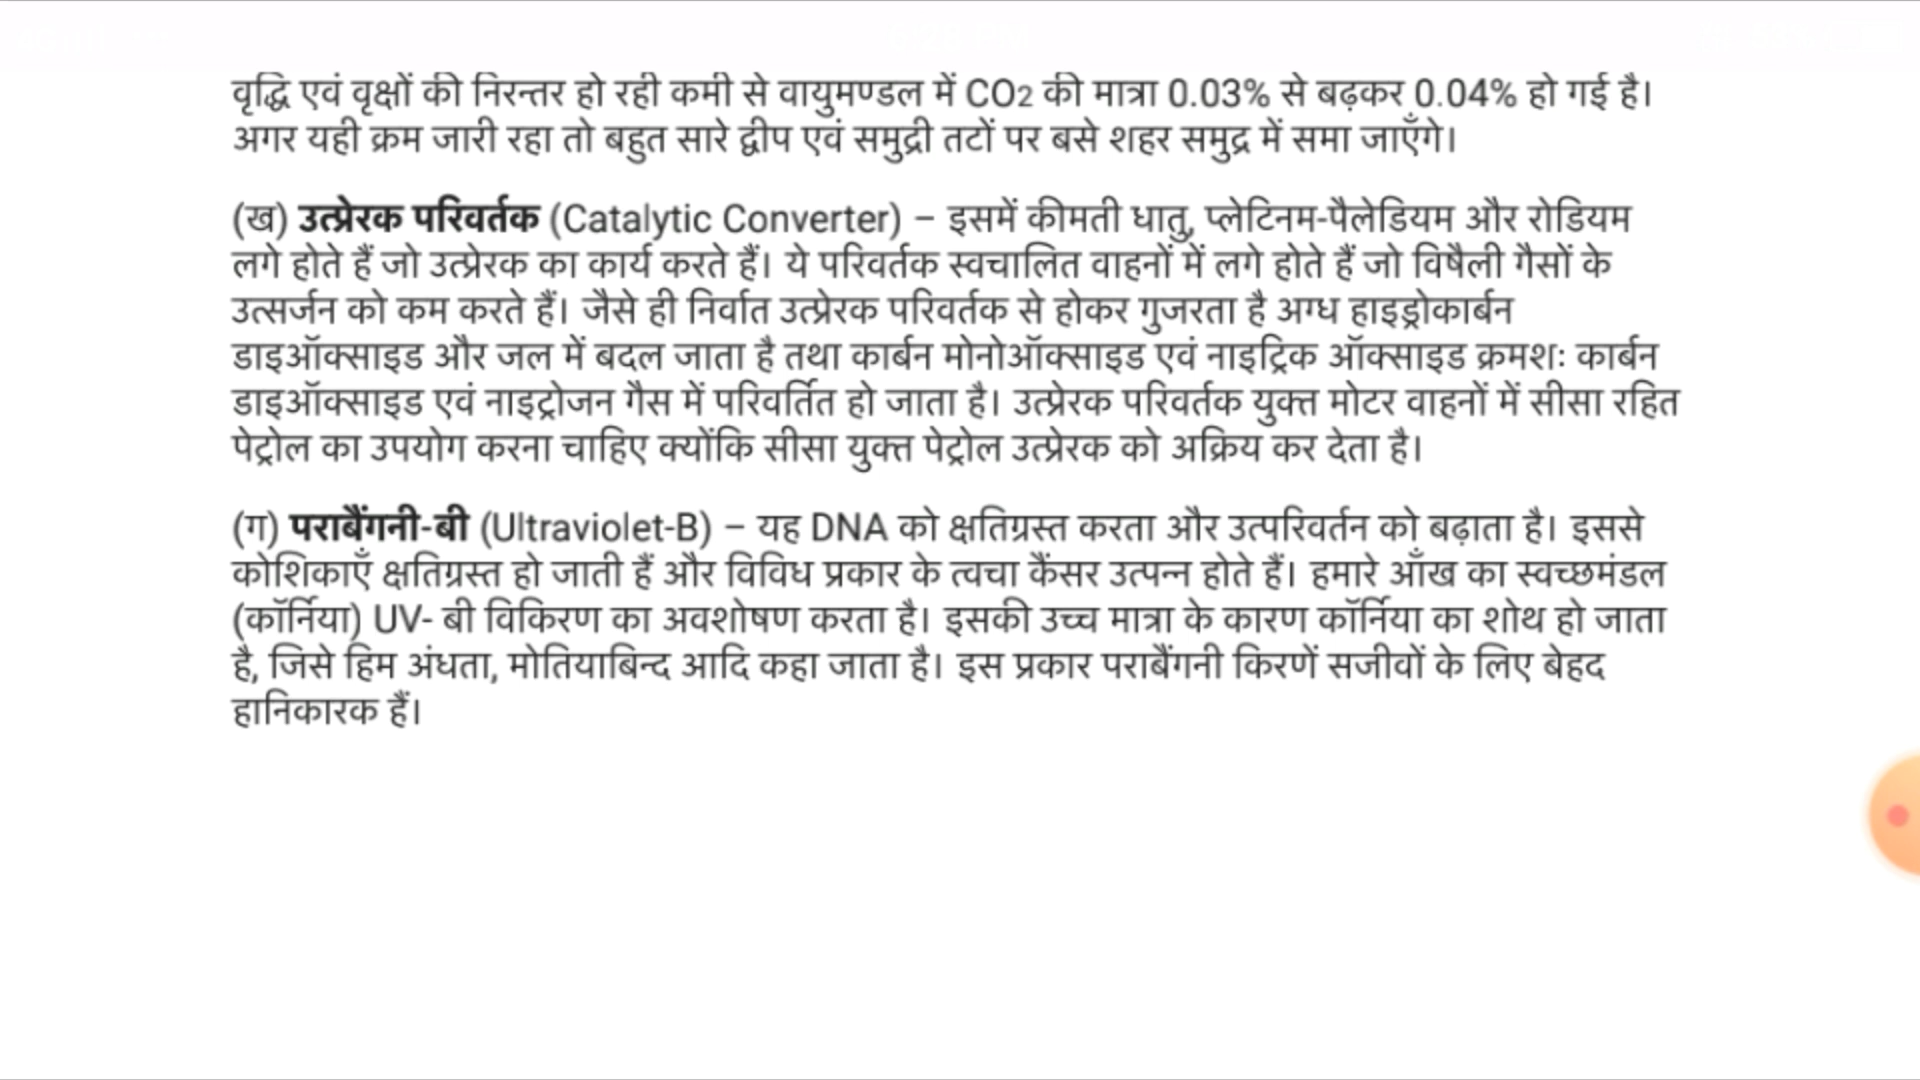 वृद्धि एवं वृक्षों की निरन्तर हो रही कमी से वायुमण्डल में CO2 की मात्रा 0.03% से बढ़कर 0.04% हो गई है।
अगर यही क्रम जारी रहा तो बहुत सारे द्वीप एवं समुद्री तटों पर बसे शहर समुद्र में समा जाएँगे।
(ख) उत्प्रेरक परिवर्तक (Catalytic Converter) – इसमें कीमती धातु, प्लेटिनम-पैलेडियम और रोडियम
लगे होते हैं जो उत्प्रेरक का कार्य करते हैं। ये परिवर्तक स्वचालित वाहनों में लगे होते हैं जो विषैली गैसों के
उत्सर्जन को कम करते हैं। जैसे ही निर्वात उत्प्रेरक परिवर्तक से होकर गुजरता है अग्ध हाइड्रोकार्बन
डाइऑक्साइड और जल में बदल जाता है तथा कार्बन मोनोऑक्साइड एवं नाइट्रिक ऑक्साइड क्रमशः कार्बन
डाइऑक्साइड एवं नाइट्रोजन गैस में परिवर्तित हो जाता है। उत्प्रेरक परिवर्तक युक्त मोटर वाहनों में सीसा रहित
पेट्रोल का उपयोग करना चाहिए क्योंकि सीसा युक्त पेट्रोल उत्प्रेरक को अक्रिय कर देता है।
(ग) पराबैंगनी-बी (Ultraviolet-B) – यह DNA को क्षतिग्रस्त करता और उत्परिवर्तन को बढ़ाता है। इससे
कोशिकाएँ क्षतिग्रस्त हो जाती हैं और विविध प्रकार के त्वचा कैंसर उत्पन्न होते हैं। हमारे आँख का स्वच्छमंडल
(कॉर्निया) UV- बी विकिरण का अवशोषण करता है। इसकी उच्च मात्रा के कारण कॉर्निया का शोथ हो जाता
है, जिसे हिम अंधता, मोतियाबिन्द आदि कहा जाता है। इस प्रकार पराबैंगनी किरणें सजीवों के लिए बेहद
हानिकारक हैं।